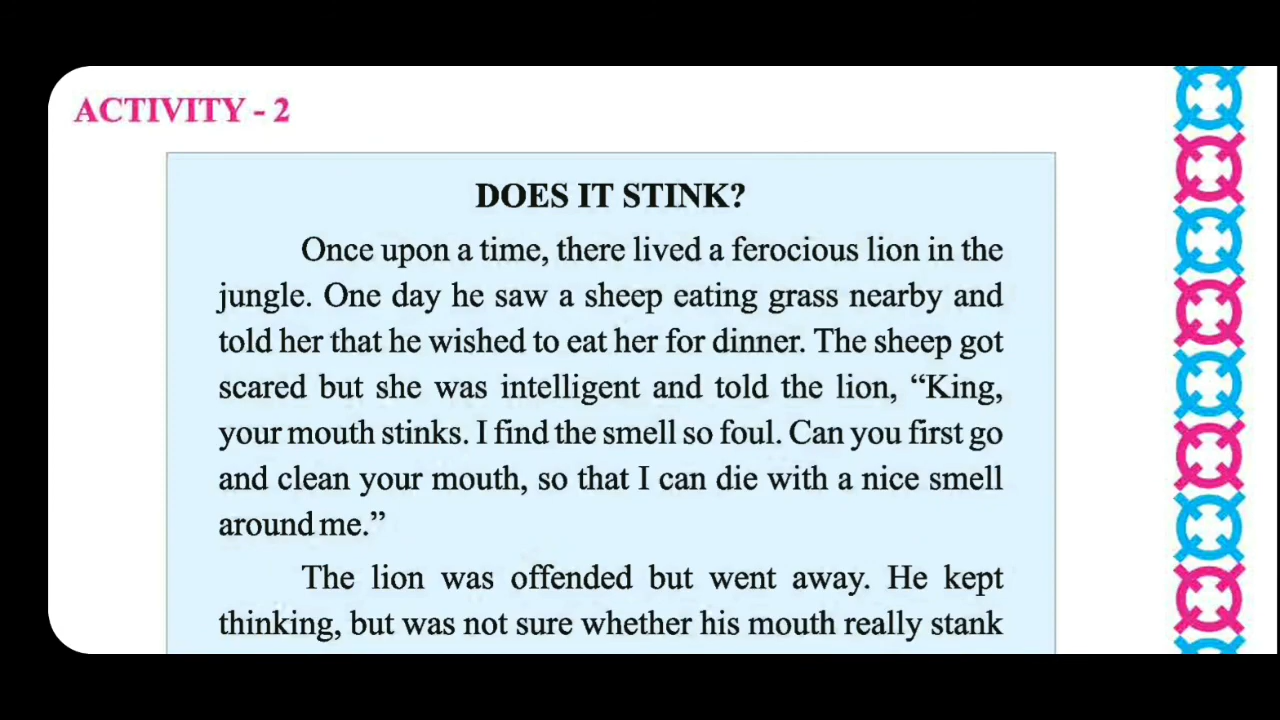 ACTIVITY - 2
DOES IT STINK?
Once upon a time, there lived a ferocious lion in the
jungle. One day he saw a sheep eating grass nearby and
told her that he wished to eat her for dinner. The sheep got
scared but she was intelligent and told the lion, “King,
your mouth stinks. I find the smell so foul. Can you first go
and clean your mouth, so that I can die with a nice smell
around me.”
The lion was offended but went away. He kept
thinking, but was not sure whether his mouth really stank